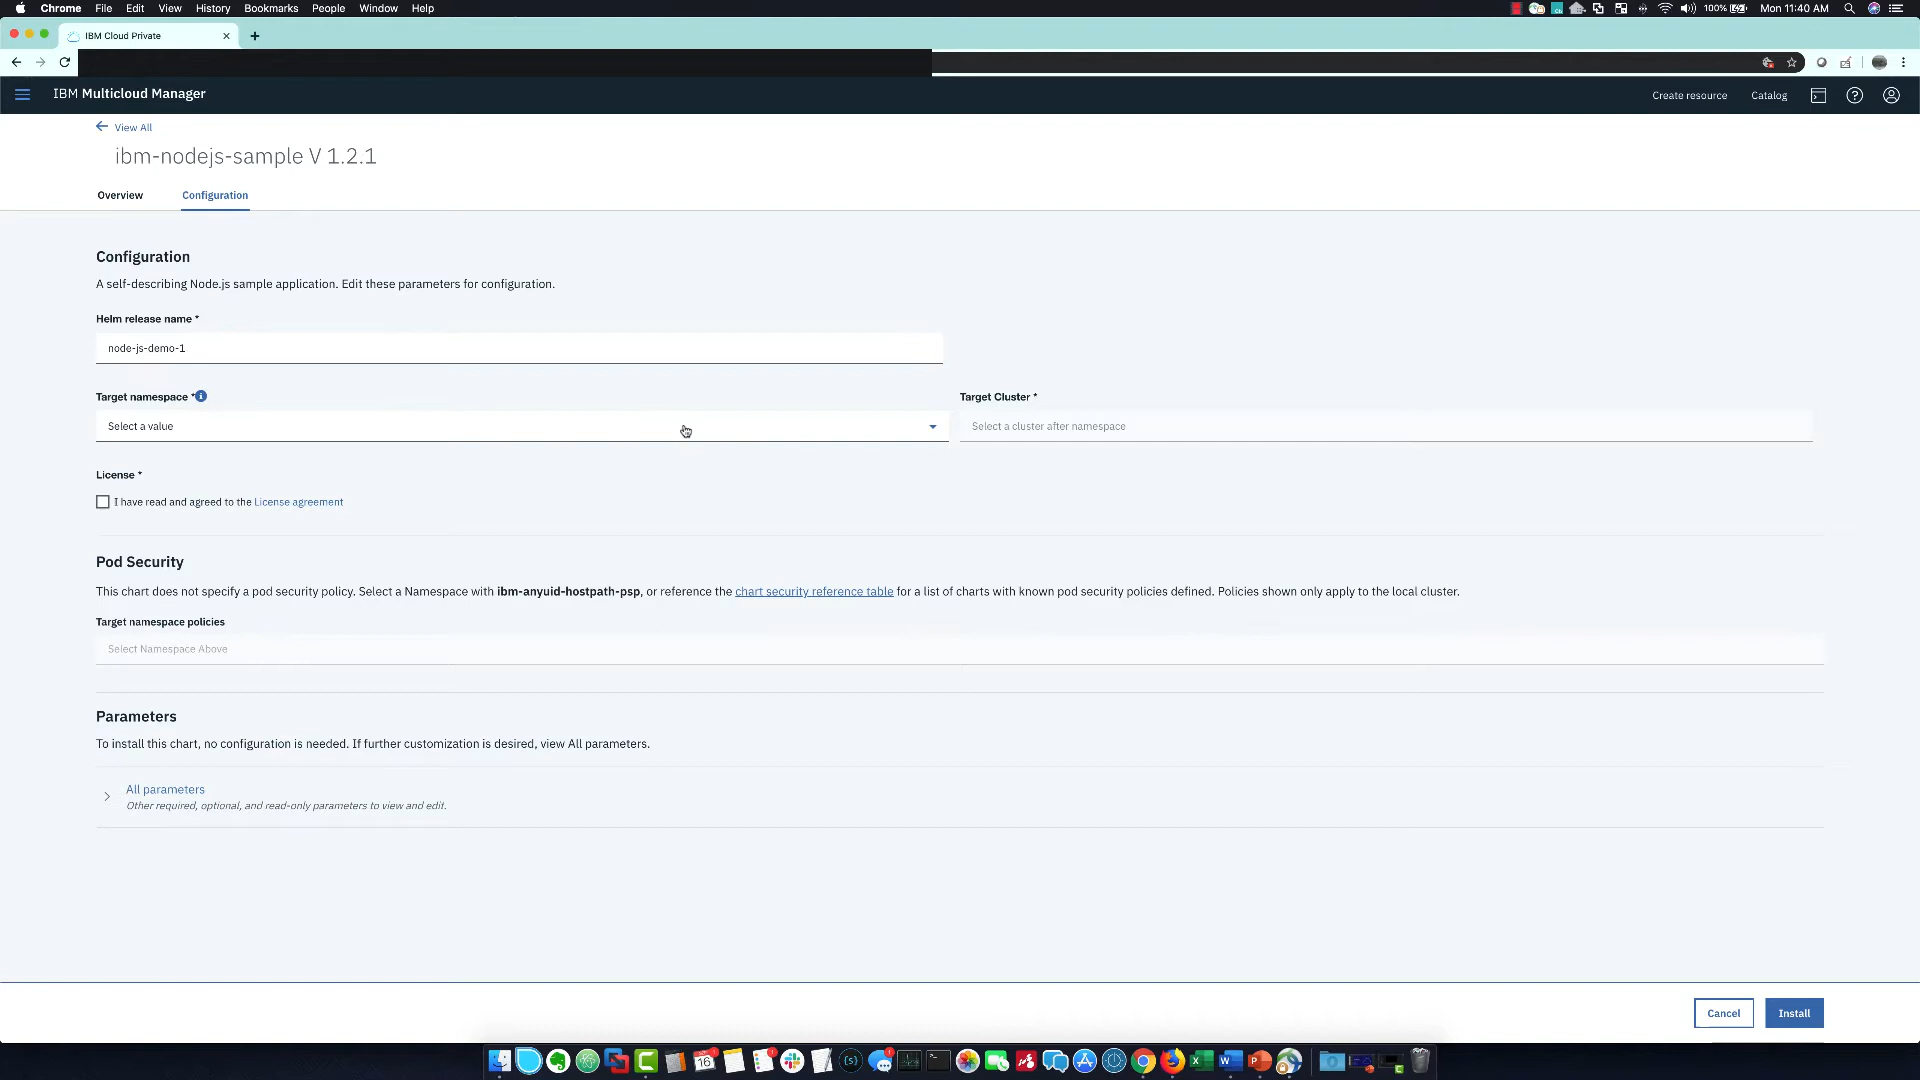 Chrome File Edit View History Bookmarks People Window Help
100% Mon 11:40 AM
IBM Cloud Private
IBM Multicloud Manager
Create resource Catalog
View All
ibm-nodejs-sample V 1.2.1
Overview Configuration
Configuration
A self-describing Node.js sample application. Edit these parameters for configuration.
Helm release name *
node-js-demo-1
Target namespace * Target Cluster *
Select a value Select a cluster after namespace
License *
I have read and agreed to the License agreement
Pod Security
This chart does not specify a pod security policy. Select a Namespace with ibm-anyuid-hostpath-psp, or reference the chart security reference table for a list of charts with known pod security policies defined. Policies shown only apply to the local cluster.
Target namespace policies
Select Namespace Above
Parameters
To install this chart, no configuration is needed. If further customization is desired, view All parameters.
All parameters
Other required, optional, and read-only parameters to view and edit.
Cancel Install
16